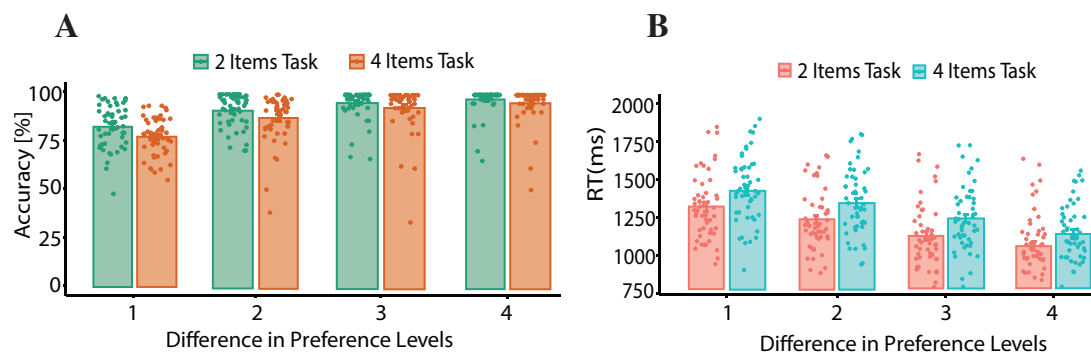 A
2 Items Task 4 Items Task
Accuracy [%]
100
75
50
25
0
1 2 3 4
Difference in Preference Levels
B
2 Items Task 4 Items Task
RT(ms)
2000
1750
1500
1250
1000
750
1 2 3 4
Difference in Preference Levels